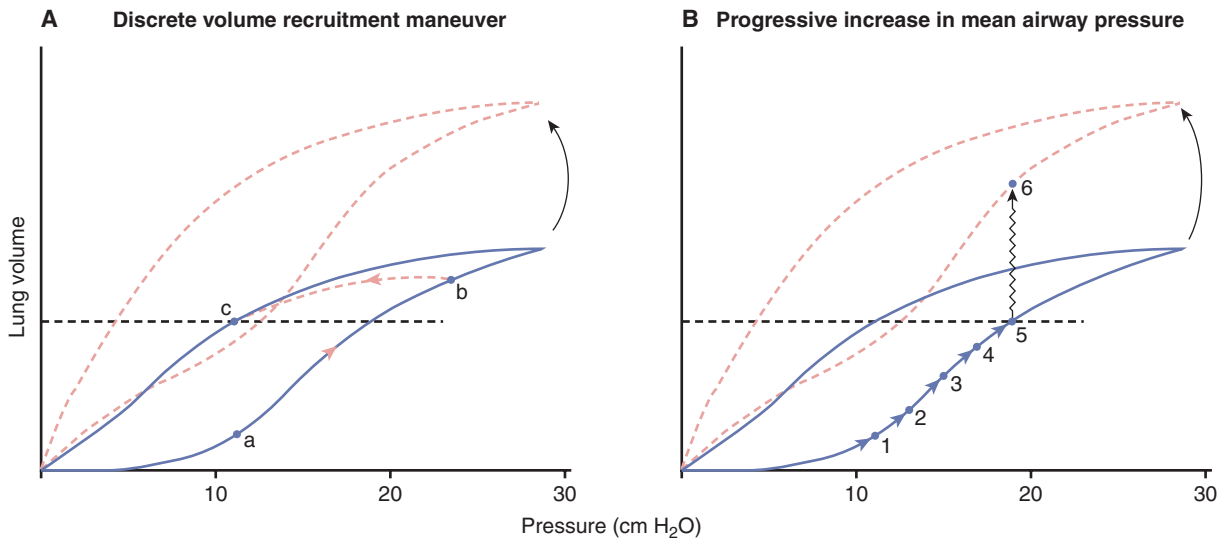 A Discrete volume recruitment maneuver
B Progressive increase in mean airway pressure
Lung volume
a
b
c
10
20
30
1
2
3
4
5
6
10
20
30
Pressure (cm H₂O)